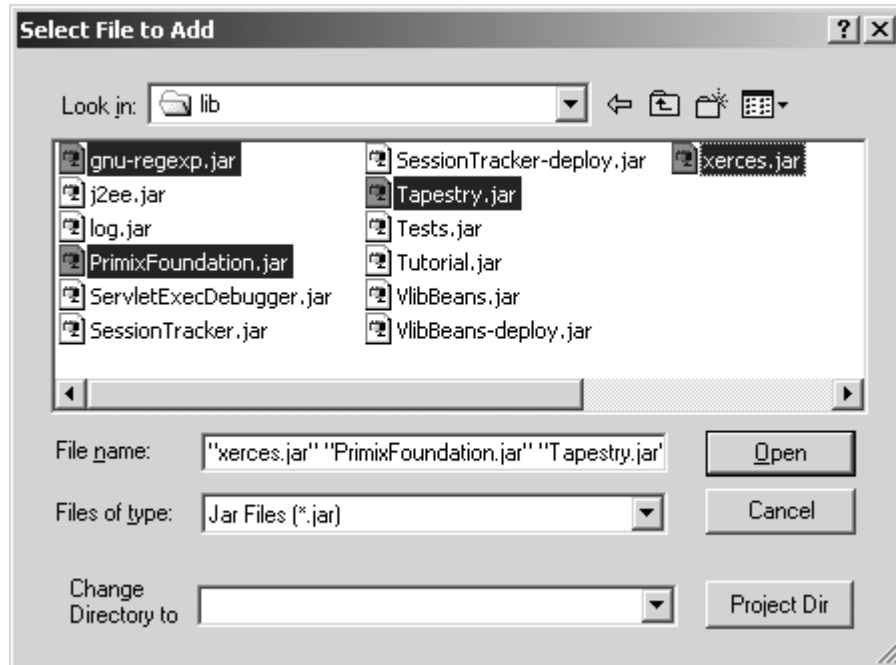 Select File to Add
Look in: lib
gnu-regexp.jar
j2ee.jar
log.jar
PrimixFoundation.jar
ServletExecDebugger.jar
SessionTracker.jar
SessionTracker-deploy.jar
Tapestry.jar
Tests.jar
Tutorial.jar
VlibBeans.jar
VlibBeans-deploy.jar
xerces.jar
File name: "xerces.jar" "PrimixFoundation.jar" "Tapestry.jar"
Open
Files of type: Jar Files (*.jar)
Cancel
Change
Directory to
Project Dir